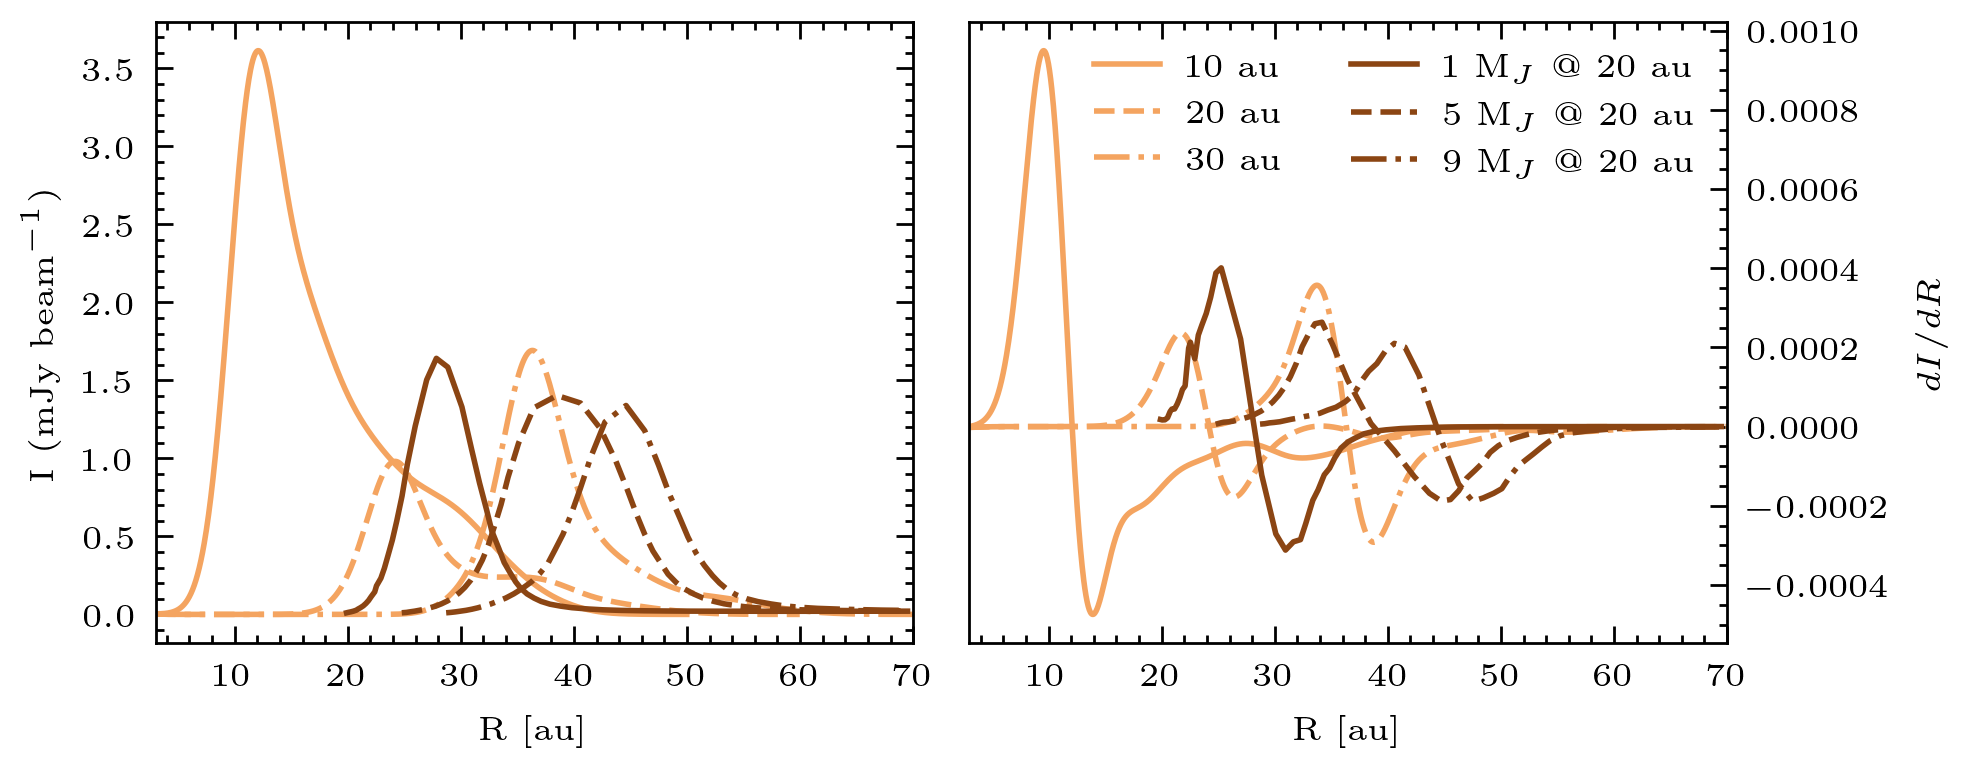 I (mJy beam⁻¹)
3.5
3.0
2.5
2.0
1.5
1.0
0.5
0.0
10 20 30 40 50 60 70
R [au]
10 au
20 au
30 au
1 M_J @ 20 au
5 M_J @ 20 au
9 M_J @ 20 au
0.0010
0.0008
0.0006
0.0004
0.0002
0.0000
−0.0002
−0.0004
dI/dR
10 20 30 40 50 60 70
R [au]